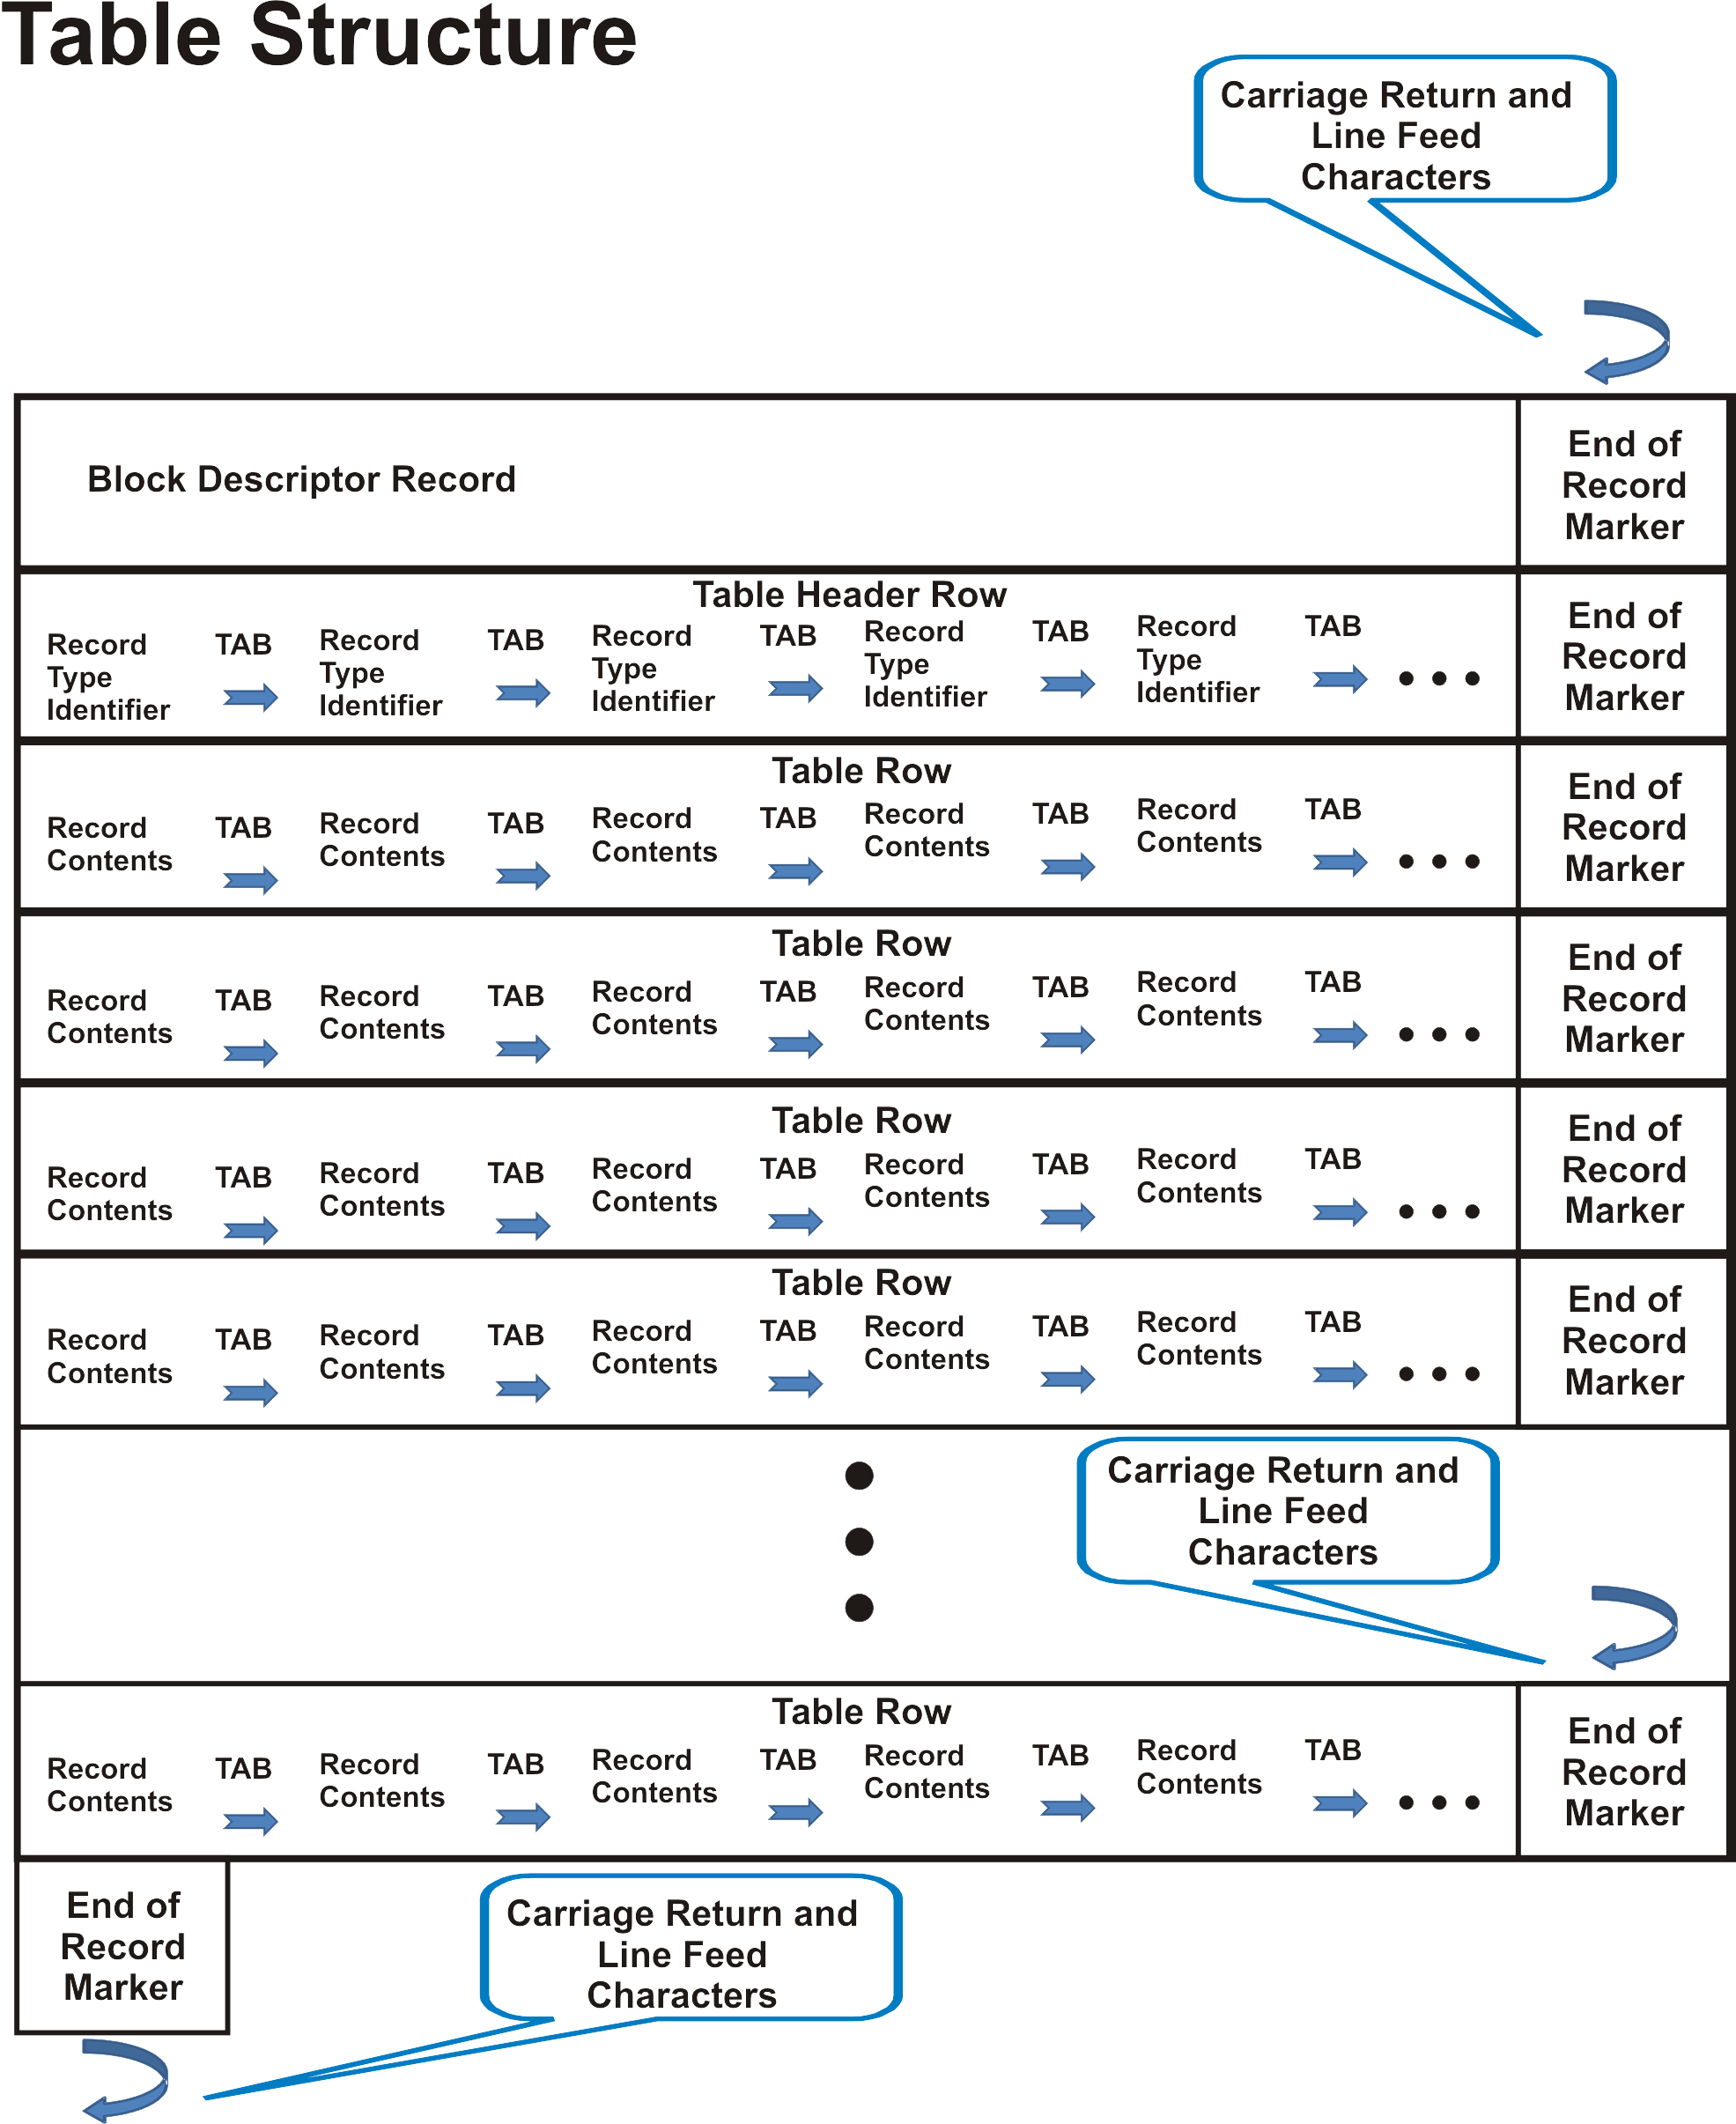 Table Structure
Carriage Return and
Line Feed
Characters
Block Descriptor Record
End of
Record
Marker
Table Header Row
Record
Type
Identifier
TAB
Record
Type
Identifier
TAB
Record
Type
Identifier
TAB
Record
Type
Identifier
TAB
Record
Type
Identifier
TAB
End of
Record
Marker
Table Row
Record
Contents
TAB
Record
Contents
TAB
Record
Contents
TAB
Record
Contents
TAB
Record
Contents
TAB
End of
Record
Marker
Table Row
Record
Contents
TAB
Record
Contents
TAB
Record
Contents
TAB
Record
Contents
TAB
Record
Contents
TAB
End of
Record
Marker
Table Row
Record
Contents
TAB
Record
Contents
TAB
Record
Contents
TAB
Record
Contents
TAB
Record
Contents
TAB
End of
Record
Marker
Table Row
Record
Contents
TAB
Record
Contents
TAB
Record
Contents
TAB
Record
Contents
TAB
Record
Contents
TAB
End of
Record
Marker
Carriage Return and
Line Feed
Characters
Table Row
Record
Contents
TAB
Record
Contents
TAB
Record
Contents
TAB
Record
Contents
TAB
Record
Contents
TAB
End of
Record
Marker
End of
Record
Marker
Carriage Return and
Line Feed
Characters